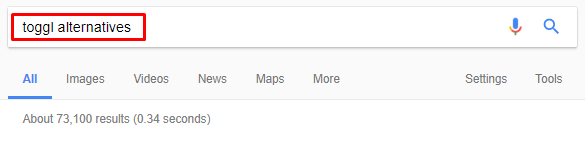 toggl alternatives
All Images Videos News Maps More Settings Tools
About 73,100 results (0.34 seconds)